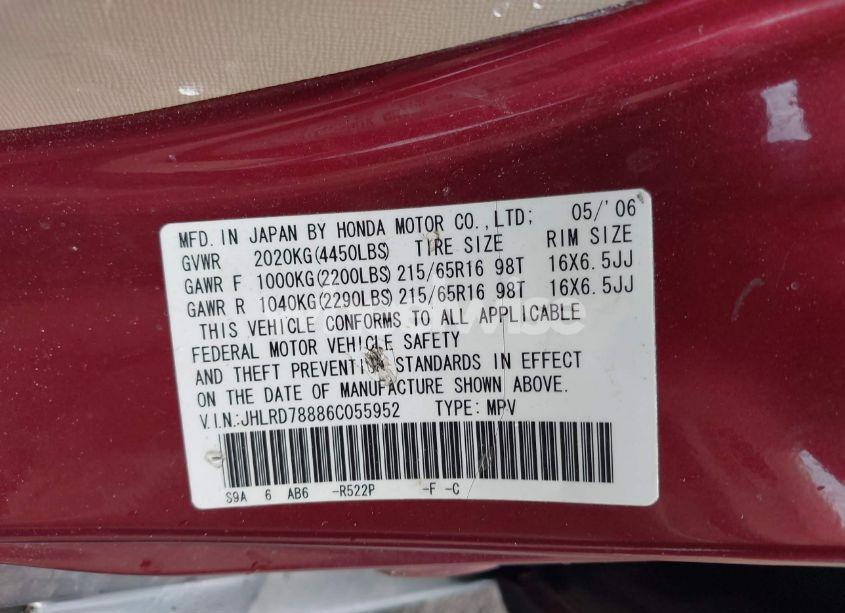 MFD. IN JAPAN BY HONDA MOTOR CO.,LTD; 05/'06
GVWR 2020KG(4450LBS) TIRE SIZE RIM SIZE
GAWR F 1000KG(2200LBS) 215/65R16 98T 16X6.5JJ
GAWR R 1040KG(2290LBS) 215/65R16 98T 16X6.5JJ
THIS VEHICLE CONFORMS TO ALL APPLICABLE
FEDERAL MOTOR VEHICLE SAFETY
AND THEFT PREVENTION STANDARDS IN EFFECT
ON THE DATE OF MANUFACTURE SHOWN ABOVE.
V.I.N.:JHLRD78886C055952 TYPE: MPV
S9A 6 AB6 -R522P -F -C